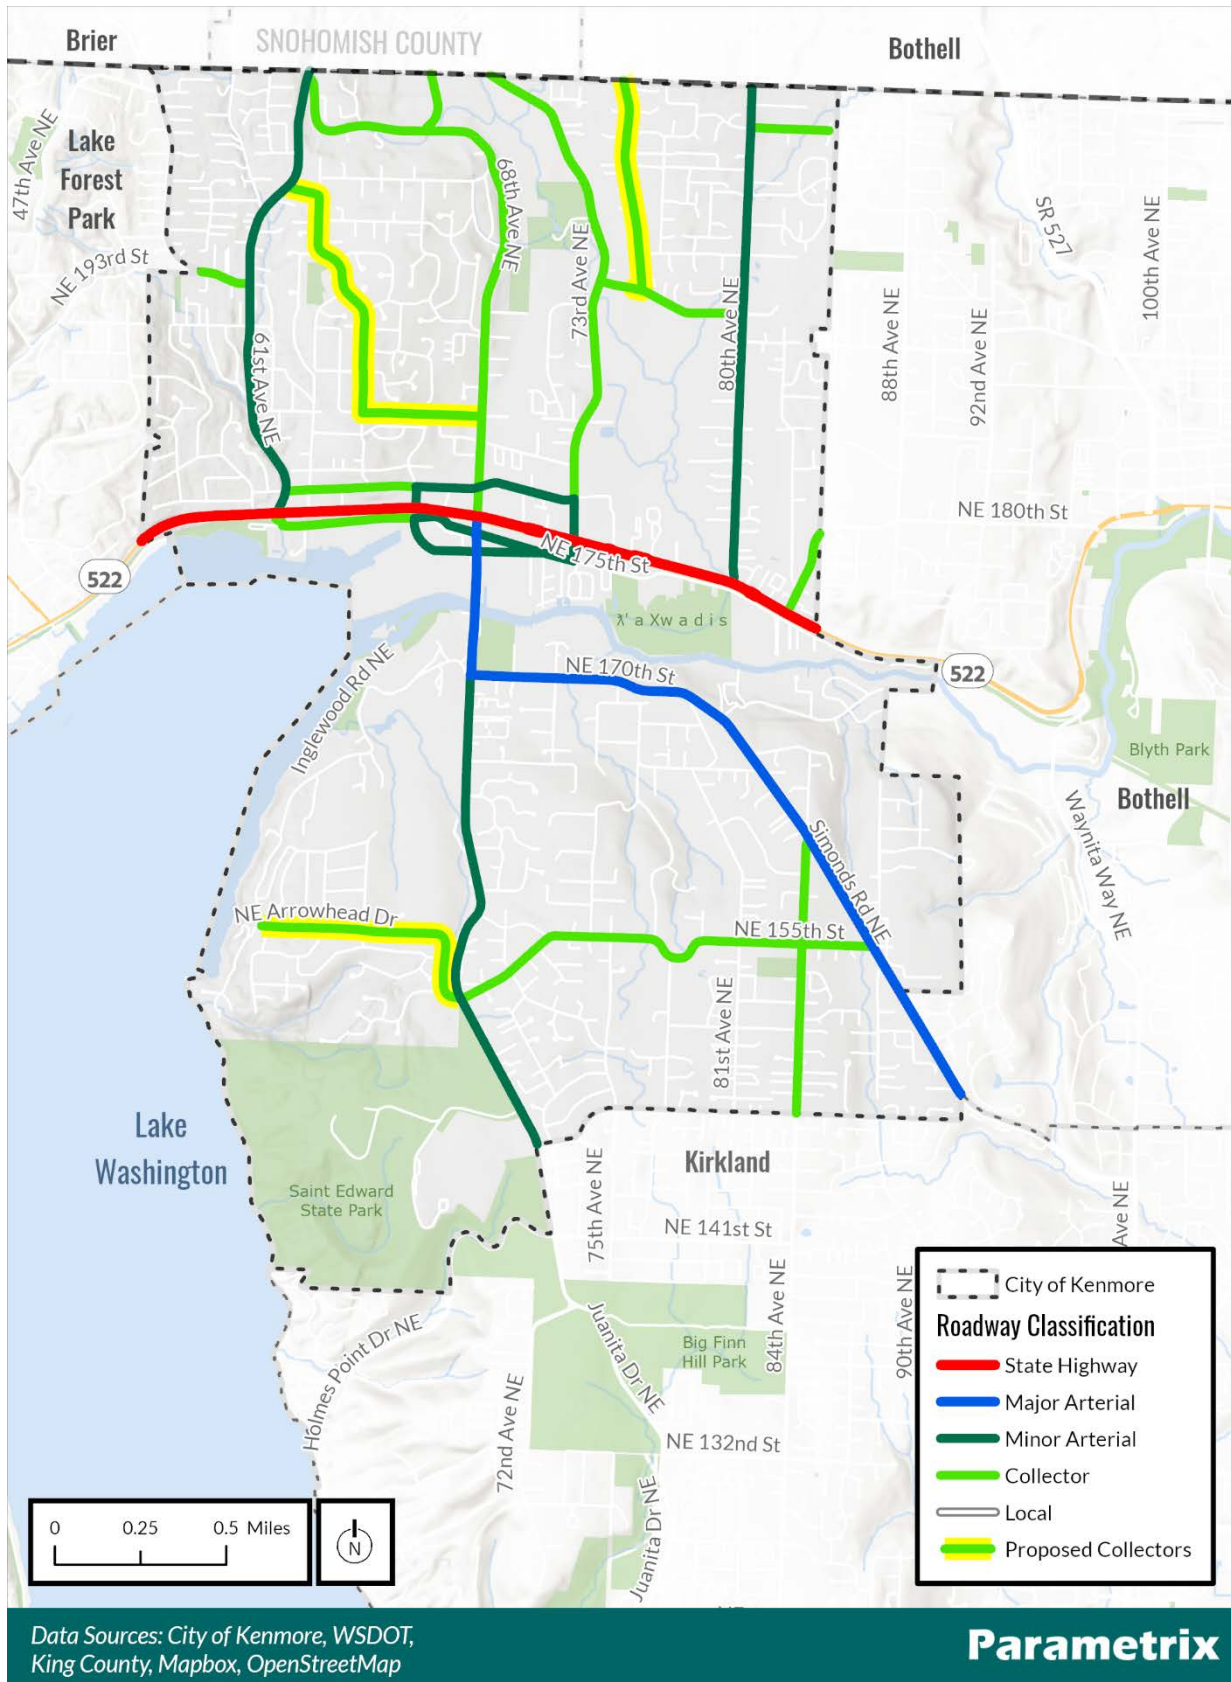 Brier
SNOHOMISH COUNTY
Bothell
47th Ave NE
Lake
Forest
Park
NE 193rd St
61st Ave NE
68th Ave NE
73rd Ave NE
80th Ave NE
88th Ave NE
92nd Ave NE
SR 527
100th Ave NE
NE 180th St
522
NE 175th St
ƛ' a Xw a d i s
522
NE 170th St
Inglewood Rd NE
Blyth Park
Bothell
Waynita Way NE
Simonds Rd NE
NE Arrowhead Dr
NE 155th St
81st Ave NE
Lake
Washington
Saint Edward
State Park
Kirkland
75th Ave NE
NE 141st St
Ave NE
84th Ave NE
90th Ave NE
Big Finn
Hill Park
Juanita Dr NE
Holmes Point Dr NE
72nd Ave NE
NE 132nd St
Juanita Dr NE
City of Kenmore
Roadway Classification
State Highway
Major Arterial
Minor Arterial
Collector
Local
Proposed Collectors
0 0.25 0.5 Miles
N
Data Sources: City of Kenmore, WSDOT,
King County, Mapbox, OpenStreetMap
Parametrix